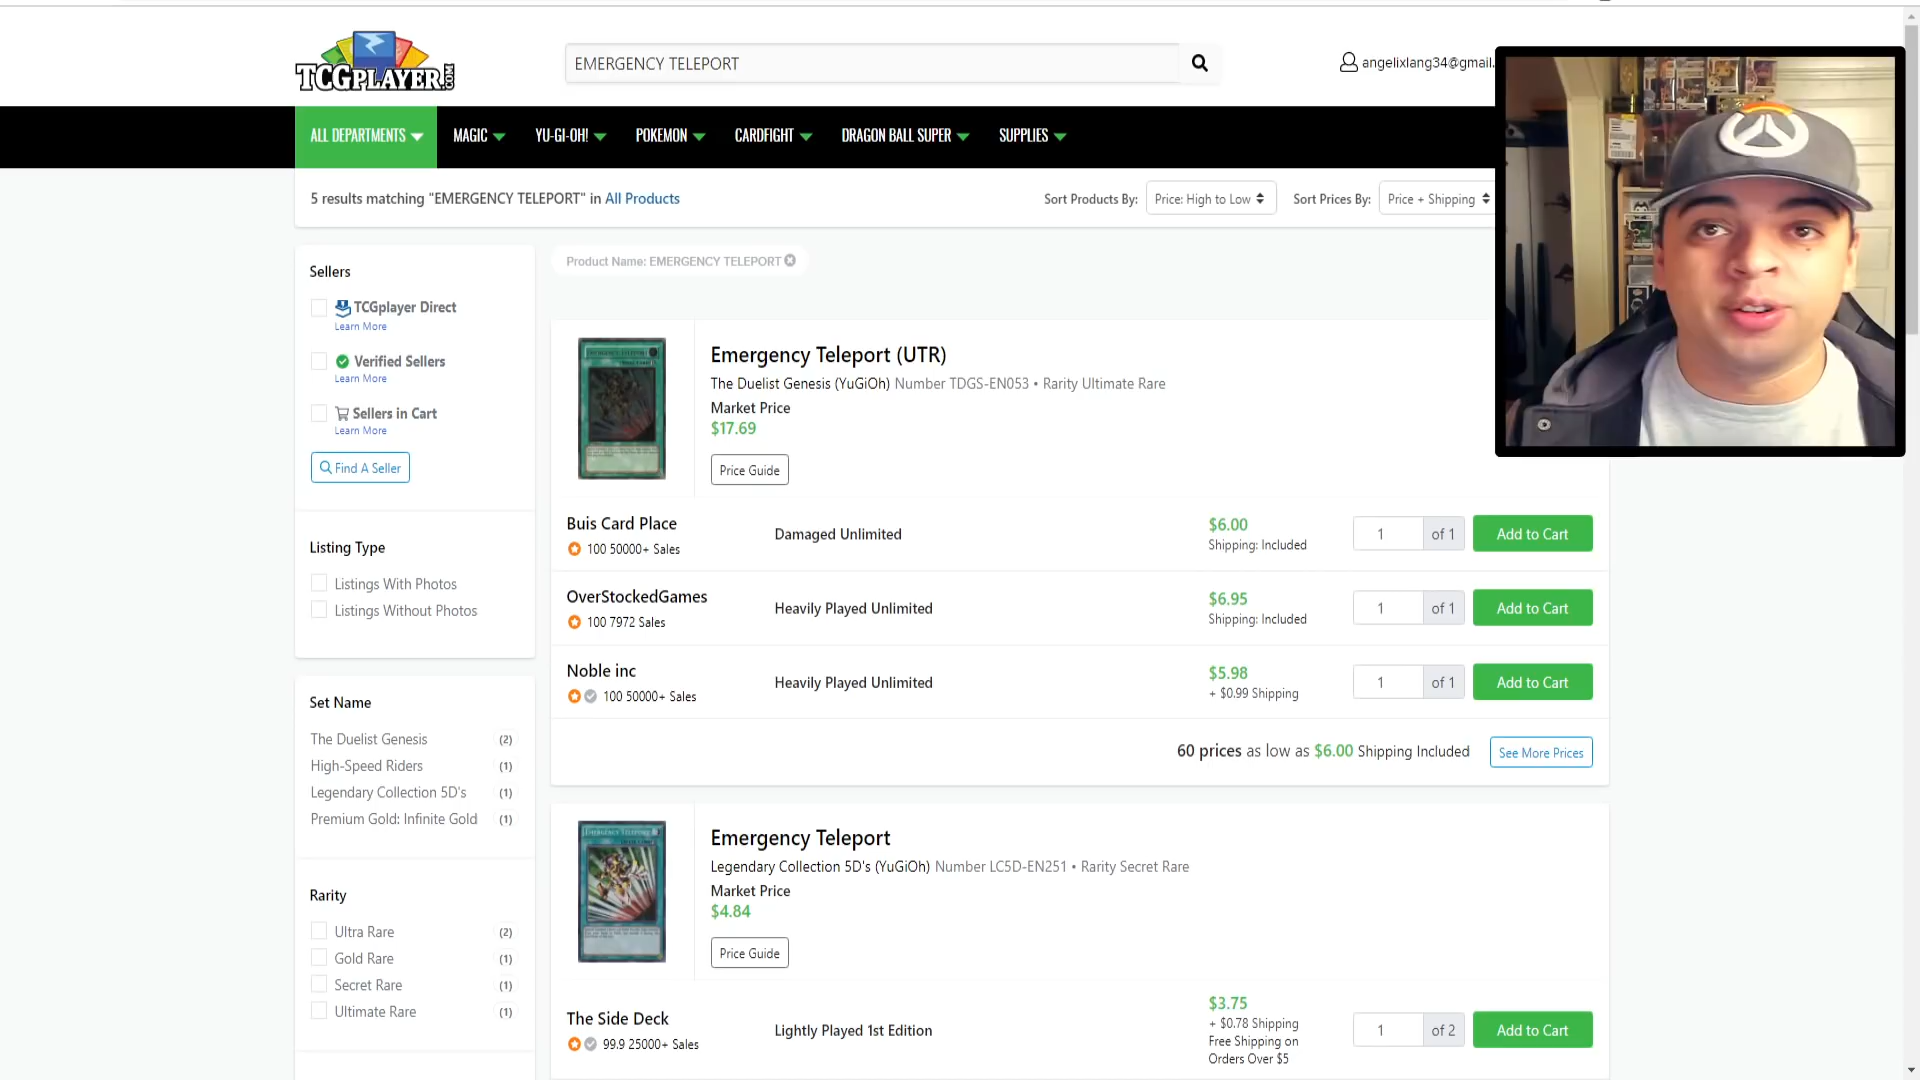 TCGPLAYER.COM
EMERGENCY TELEPORT
angelixlang34@gmail.
ALL DEPARTMENTS
MAGIC
YU-GI-OH!
POKEMON
CARDFIGHT
DRAGON BALL SUPER
SUPPLIES
5 results matching "EMERGENCY TELEPORT" in All Products
Sort Products By:
Price: High to Low
Sort Prices By:
Price + Shipping
Sellers
TCGplayer Direct
Learn More
Verified Sellers
Learn More
Sellers in Cart
Learn More
Find A Seller
Listing Type
Listings With Photos
Listings Without Photos
Set Name
The Duelist Genesis (2)
High-Speed Riders (1)
Legendary Collection 5D's (1)
Premium Gold: Infinite Gold (1)
Rarity
Ultra Rare (2)
Gold Rare (1)
Secret Rare (1)
Ultimate Rare (1)
Product Name: EMERGENCY TELEPORT
EMERGENCY TELEPORT
Emergency Teleport (UTR)
The Duelist Genesis (YuGiOh) Number TDGS-EN053 • Rarity Ultimate Rare
Market Price
$17.69
Price Guide
Buis Card Place
100 50000+ Sales
Damaged Unlimited
$6.00
Shipping: Included
1 of 1
Add to Cart
OverStockedGames
100 7972 Sales
Heavily Played Unlimited
$6.95
Shipping: Included
1 of 1
Add to Cart
Noble inc
100 50000+ Sales
Heavily Played Unlimited
$5.98
+ $0.99 Shipping
1 of 1
Add to Cart
60 prices as low as $6.00 Shipping Included
See More Prices
EMERGENCY TELEPORT
Emergency Teleport
Legendary Collection 5D's (YuGiOh) Number LC5D-EN251 • Rarity Secret Rare
Market Price
$4.84
Price Guide
The Side Deck
99.9 25000+ Sales
Lightly Played 1st Edition
$3.75
+ $0.78 Shipping
Free Shipping on
Orders Over $5
1 of 2
Add to Cart